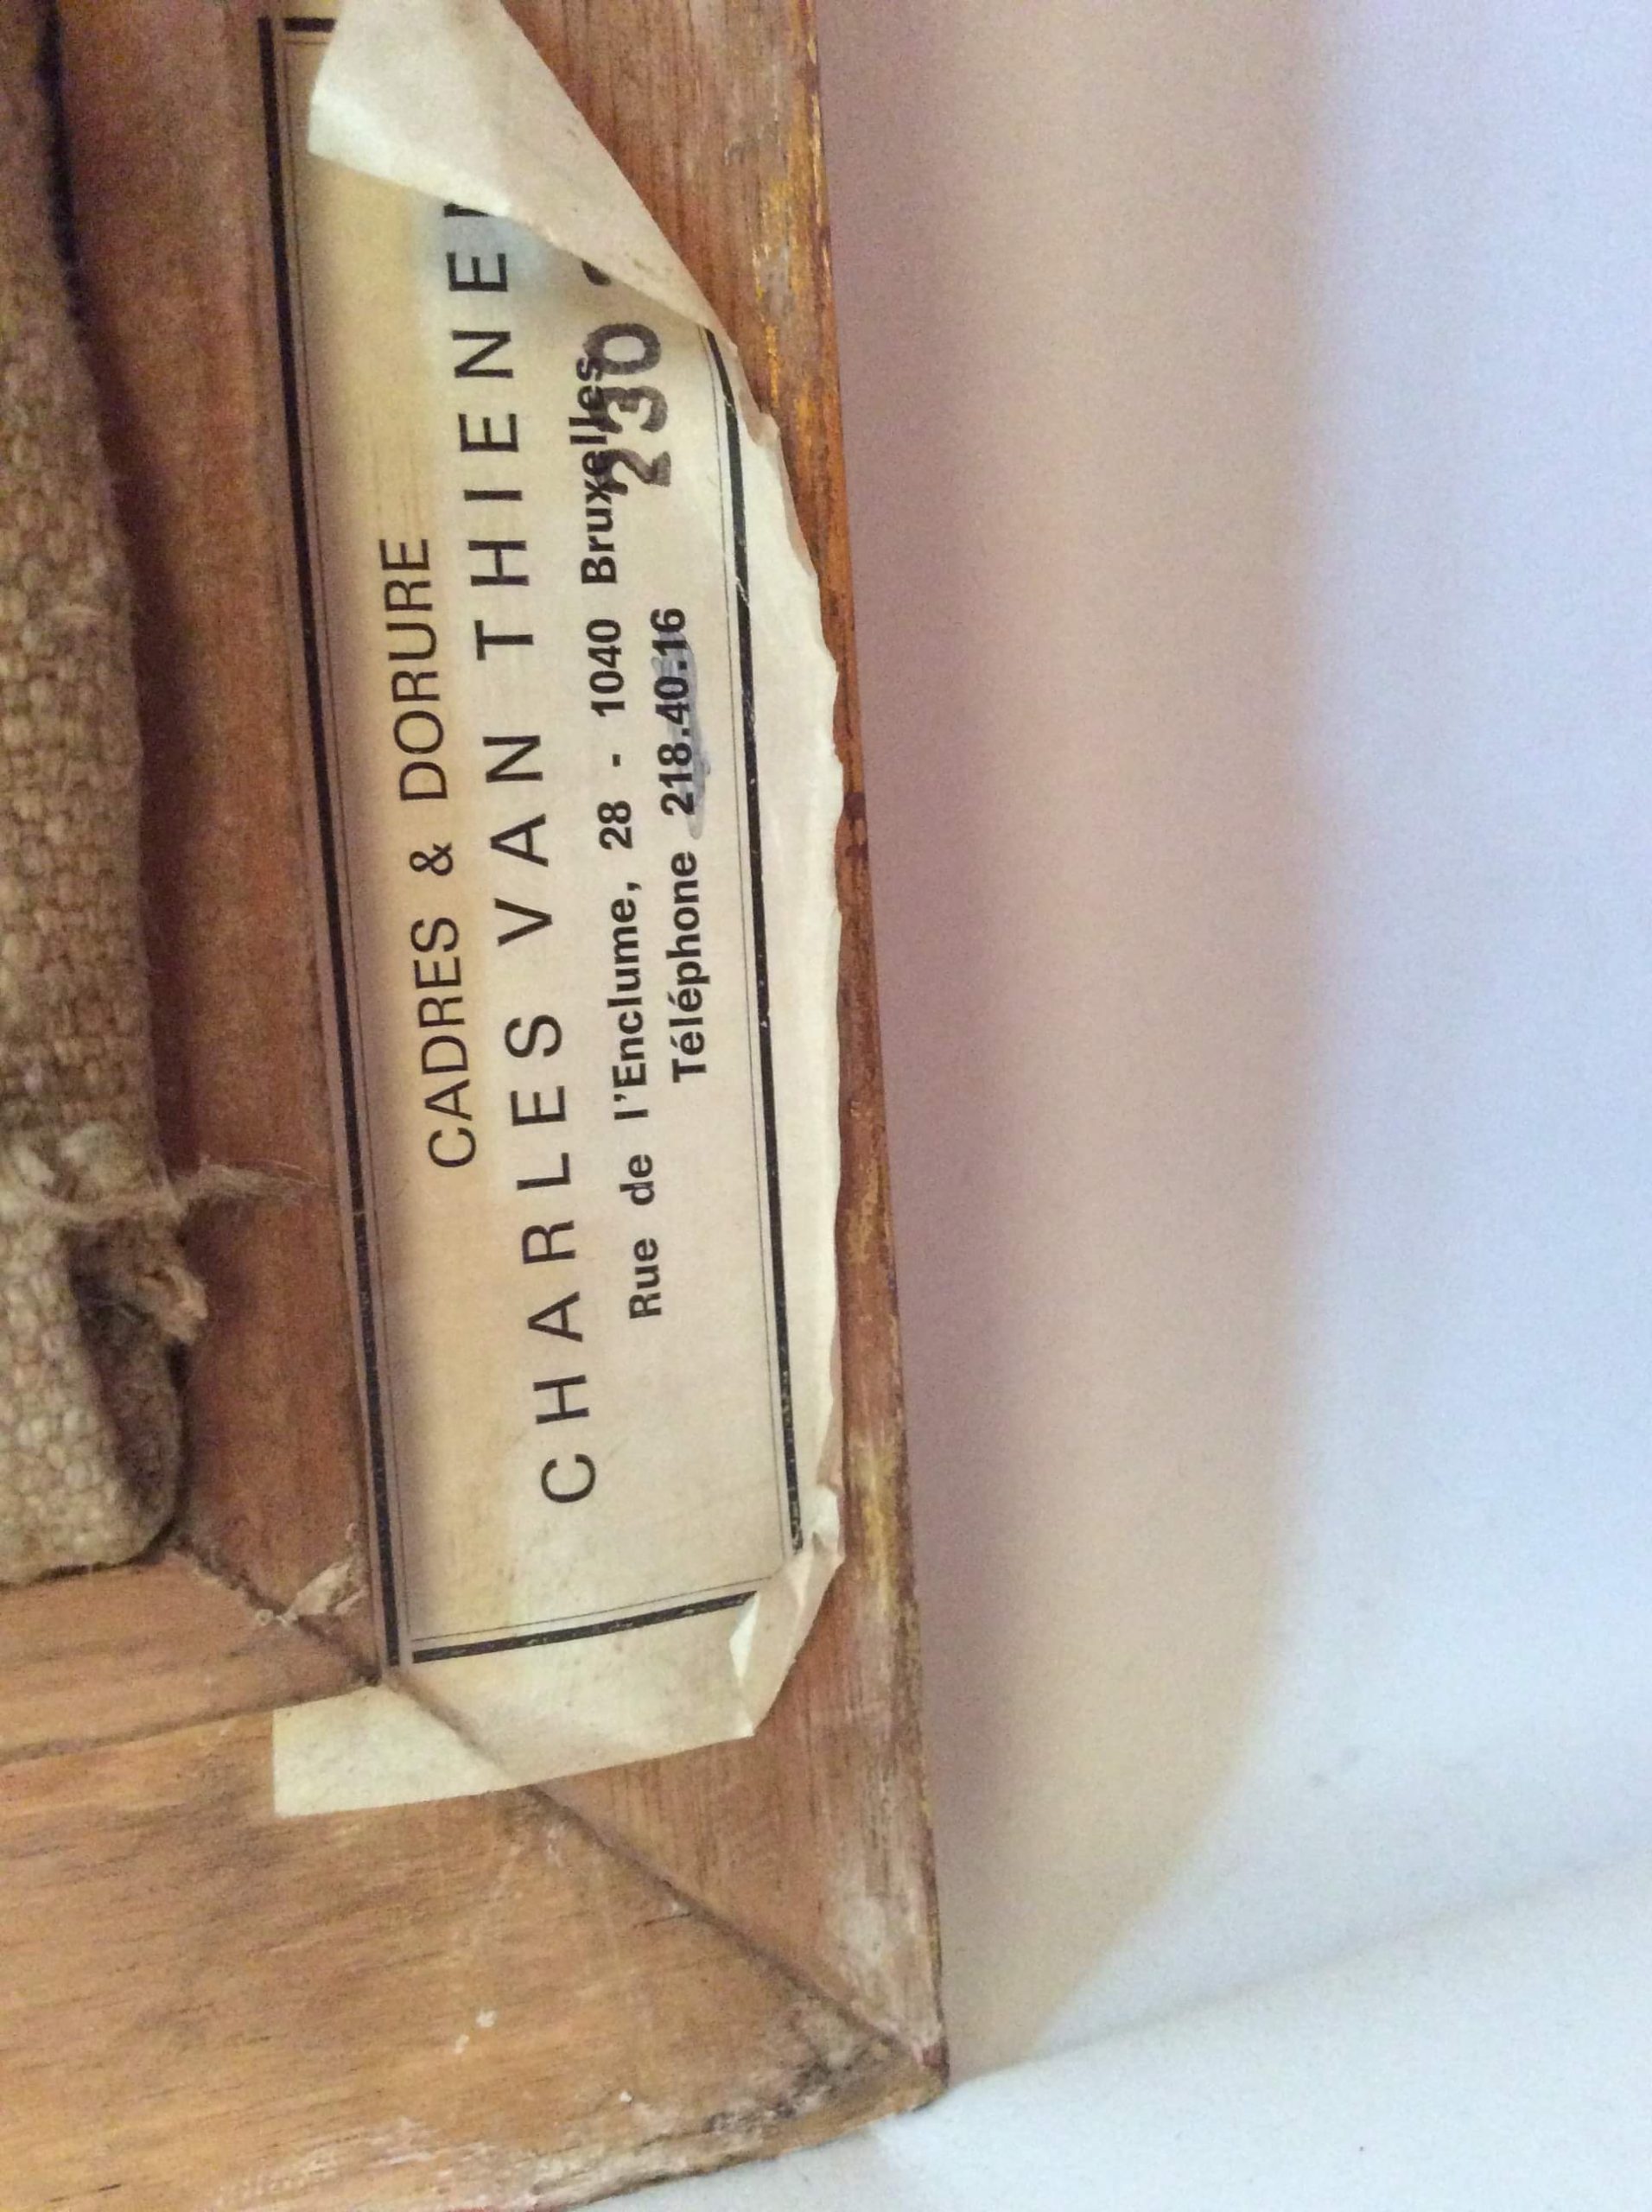 CADRES & DORURE
CHARLES VAN THIENE
Rue de l'Enclume, 28 - 1040 Bruxelles
Téléphone 218.40.16
230